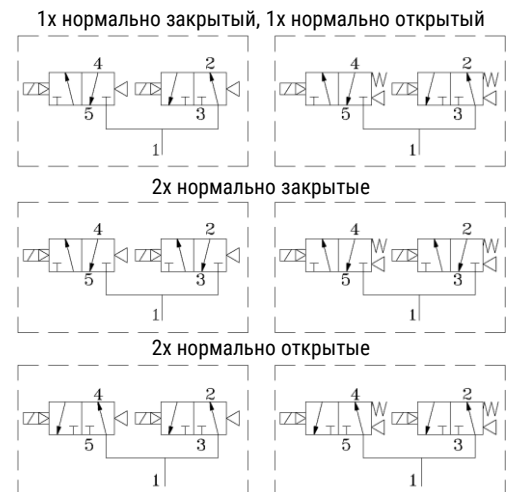 1x нормально закрытый, 1x нормально открытый
4 2 4 2
5 3 5 3
1 1
2x нормально закрытые
4 2 4 2
5 3 5 3
1 1
2x нормально открытые
4 2 4 2
5 3 5 3
1 1